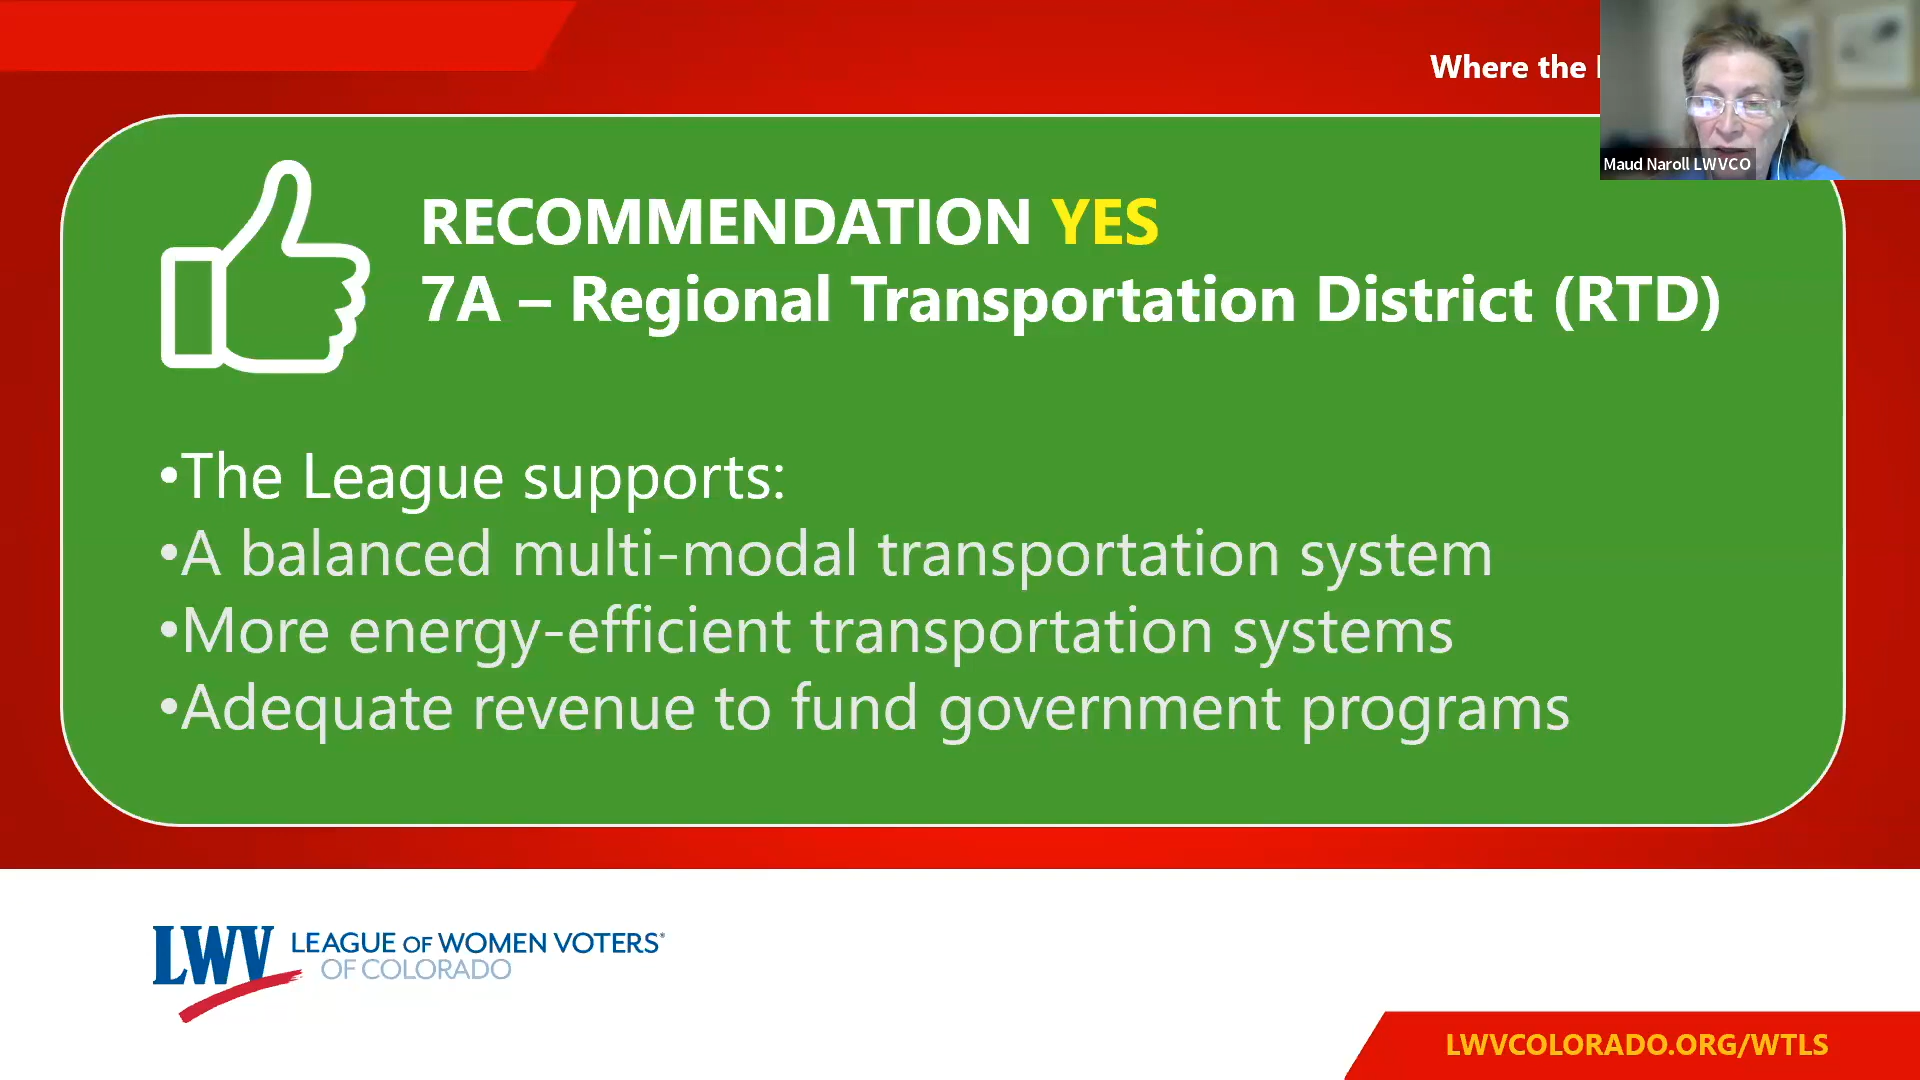 Where the
Maud Naroll LWVCO
RECOMMENDATION YES
7A – Regional Transportation District (RTD)
•The League supports:
•A balanced multi-modal transportation system
•More energy-efficient transportation systems
•Adequate revenue to fund government programs
LWV LEAGUE OF WOMEN VOTERS®
OF COLORADO
LWVCOLORADO.ORG/WTLS